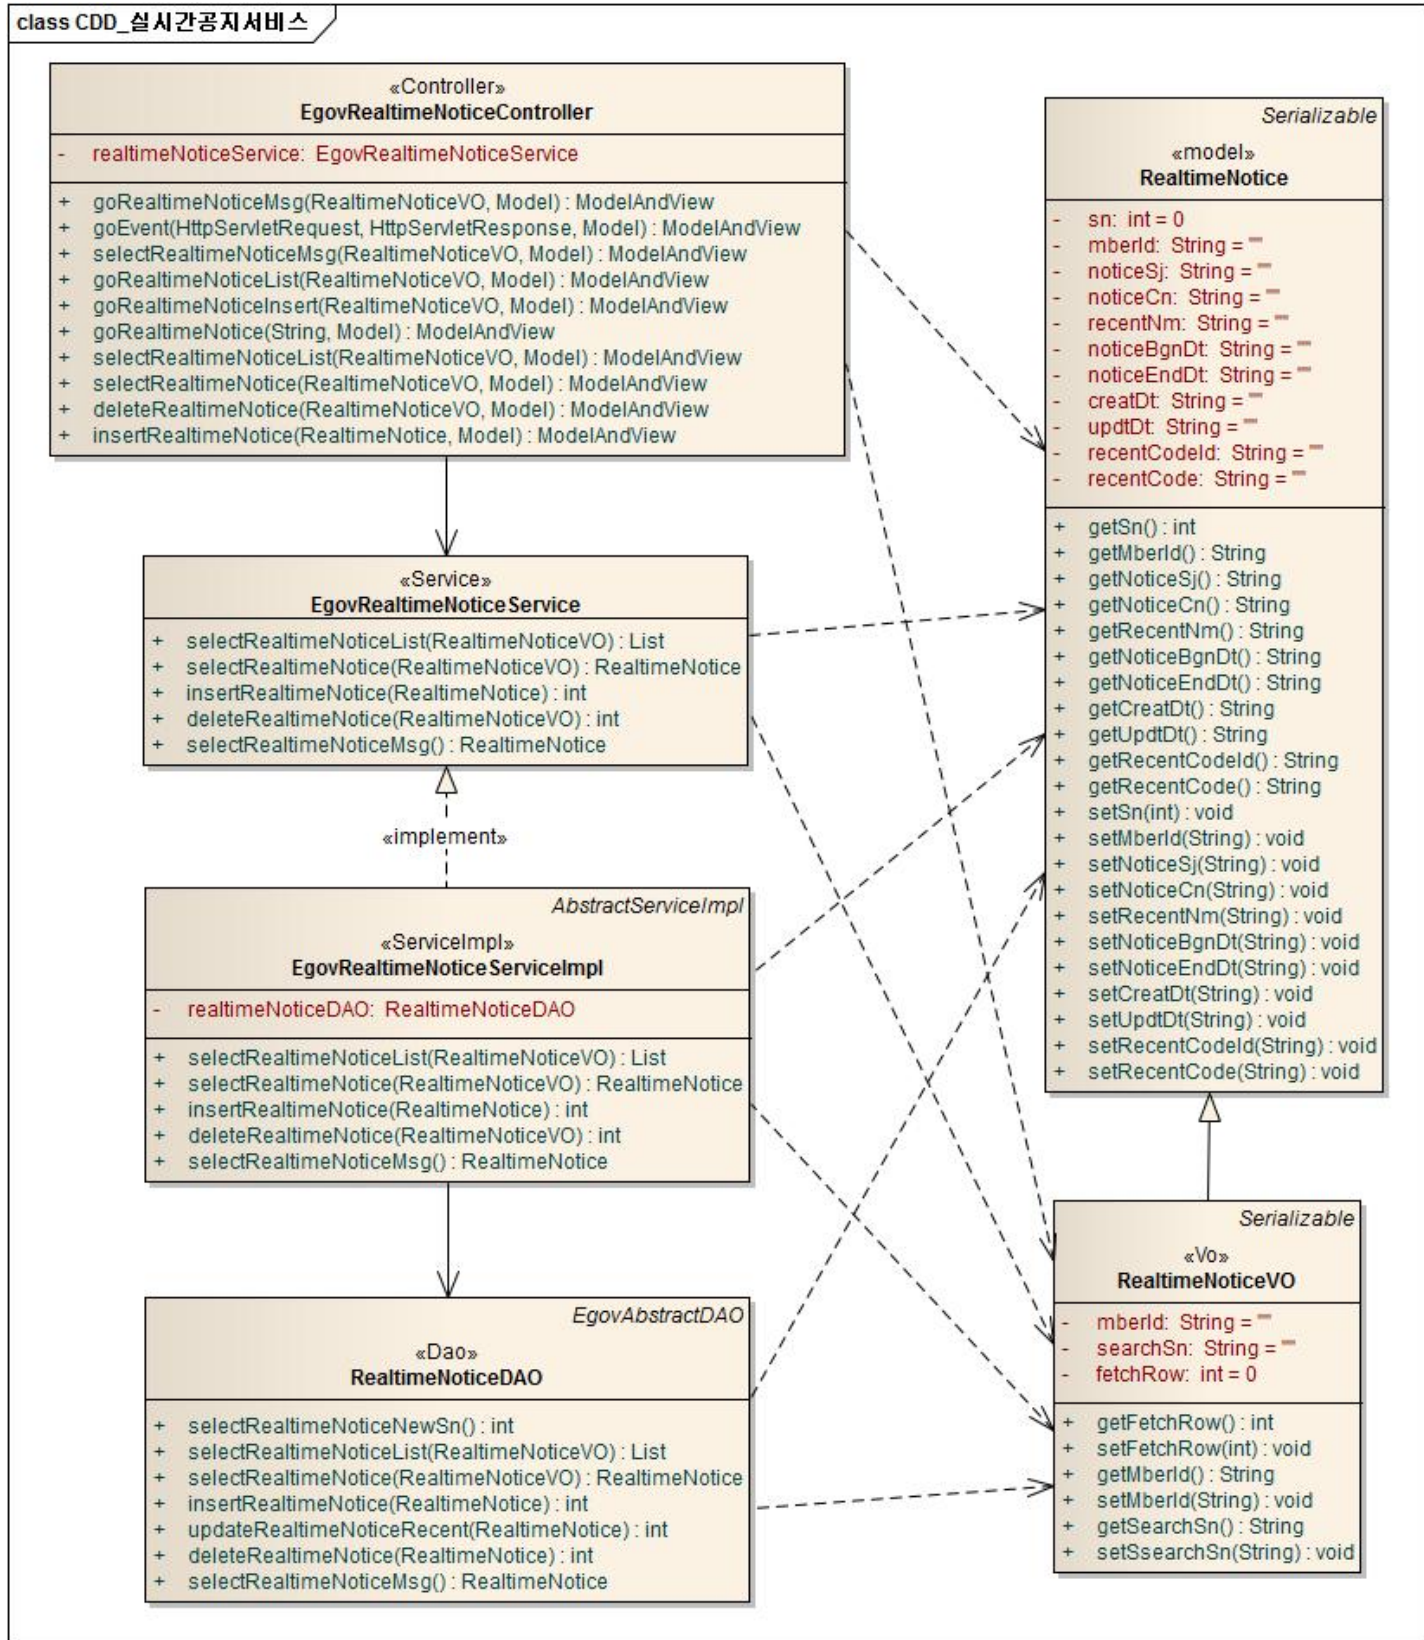 class CDD_실시간공지서비스
«Controller»
EgovRealtimeNoticeController
- realtimeNoticeService: EgovRealtimeNoticeService
+ goRealtimeNoticeMsg(RealtimeNoticeVO, Model) : ModelAndView
+ goEvent(HttpServletRequest, HttpServletResponse, Model) : ModelAndView
+ selectRealtimeNoticeMsg(RealtimeNoticeVO, Model) : ModelAndView
+ goRealtimeNoticeList(RealtimeNoticeVO, Model) : ModelAndView
+ goRealtimeNoticeInsert(RealtimeNoticeVO, Model) : ModelAndView
+ goRealtimeNotice(String, Model) : ModelAndView
+ selectRealtimeNoticeList(RealtimeNoticeVO, Model) : ModelAndView
+ selectRealtimeNotice(RealtimeNoticeVO, Model) : ModelAndView
+ deleteRealtimeNotice(RealtimeNoticeVO, Model) : ModelAndView
+ insertRealtimeNotice(RealtimeNotice, Model) : ModelAndView
«Service»
EgovRealtimeNoticeService
+ selectRealtimeNoticeList(RealtimeNoticeVO) : List
+ selectRealtimeNotice(RealtimeNoticeVO) : RealtimeNotice
+ insertRealtimeNotice(RealtimeNotice) : int
+ deleteRealtimeNotice(RealtimeNoticeVO) : int
+ selectRealtimeNoticeMsg() : RealtimeNotice
«implement»
AbstractServiceImpl
«ServiceImpl»
EgovRealtimeNoticeServiceImpl
- realtimeNoticeDAO: RealtimeNoticeDAO
+ selectRealtimeNoticeList(RealtimeNoticeVO) : List
+ selectRealtimeNotice(RealtimeNoticeVO) : RealtimeNotice
+ insertRealtimeNotice(RealtimeNotice) : int
+ deleteRealtimeNotice(RealtimeNoticeVO) : int
+ selectRealtimeNoticeMsg() : RealtimeNotice
EgovAbstractDAO
«Dao»
RealtimeNoticeDAO
+ selectRealtimeNoticeNewSn() : int
+ selectRealtimeNoticeList(RealtimeNoticeVO) : List
+ selectRealtimeNotice(RealtimeNoticeVO) : RealtimeNotice
+ insertRealtimeNotice(RealtimeNotice) : int
+ updateRealtimeNoticeRecent(RealtimeNotice) : int
+ deleteRealtimeNotice(RealtimeNotice) : int
+ selectRealtimeNoticeMsg() : RealtimeNotice
Serializable
«model»
RealtimeNotice
- sn: int = 0
- mberId: String = ""
- noticeSj: String = ""
- noticeCn: String = ""
- recentNm: String = ""
- noticeBgnDt: String = ""
- noticeEndDt: String = ""
- creatDt: String = ""
- updtDt: String = ""
- recentCodeId: String = ""
- recentCode: String = ""
+ getSn() : int
+ getMberId() : String
+ getNoticeSj() : String
+ getNoticeCn() : String
+ getRecentNm() : String
+ getNoticeBgnDt() : String
+ getNoticeEndDt() : String
+ getCreatDt() : String
+ getUpdtDt() : String
+ getRecentCodeId() : String
+ getRecentCode() : String
+ setSn(int) : void
+ setMberId(String) : void
+ setNoticeSj(String) : void
+ setNoticeCn(String) : void
+ setRecentNm(String) : void
+ setNoticeBgnDt(String) : void
+ setNoticeEndDt(String) : void
+ setCreatDt(String) : void
+ setUpdtDt(String) : void
+ setRecentCodeId(String) : void
+ setRecentCode(String) : void
Serializable
«Vo»
RealtimeNoticeVO
- mberId: String = ""
- searchSn: String = ""
- fetchRow: int = 0
+ getFetchRow() : int
+ setFetchRow(int) : void
+ getMberId() : String
+ setMberId(String) : void
+ getSearchSn() : String
+ setSsearchSn(String) : void